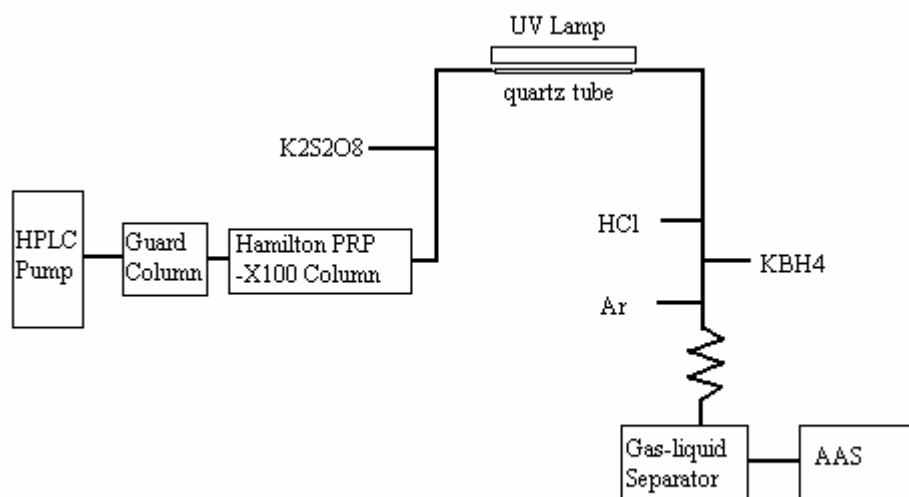 UV Lamp
quartz tube
K2S2O8
HPLC
Pump
Guard
Column
Hamilton PRP
-X100 Column
HCl
KBH4
Ar
Gas-liquid
Separator
AAS